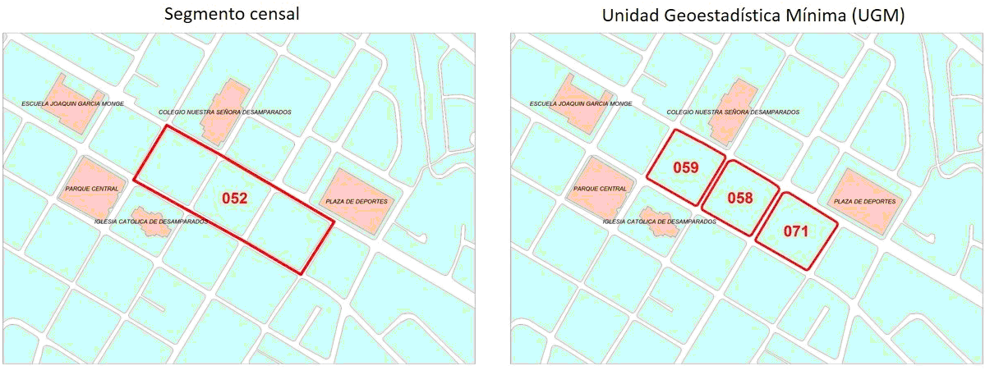 Segmento censal
ESCUELA JOAQUIN GARCIA MONGE
COLEGIO NUESTRA SEÑORA DESAMPARADOS
PARQUE CENTRAL
052
PLAZA DE DEPORTES
IGLESIA CATOLICA DE DESAMPARADOS
Unidad Geoestadística Mínima (UGM)
ESCUELA JOAQUIN GARCIA MONGE
COLEGIO NUESTRA SEÑORA DESAMPARADOS
059
PARQUE CENTRAL
058
PLAZA DE DEPORTES
IGLESIA CATOLICA DE DESAMPARADOS
071